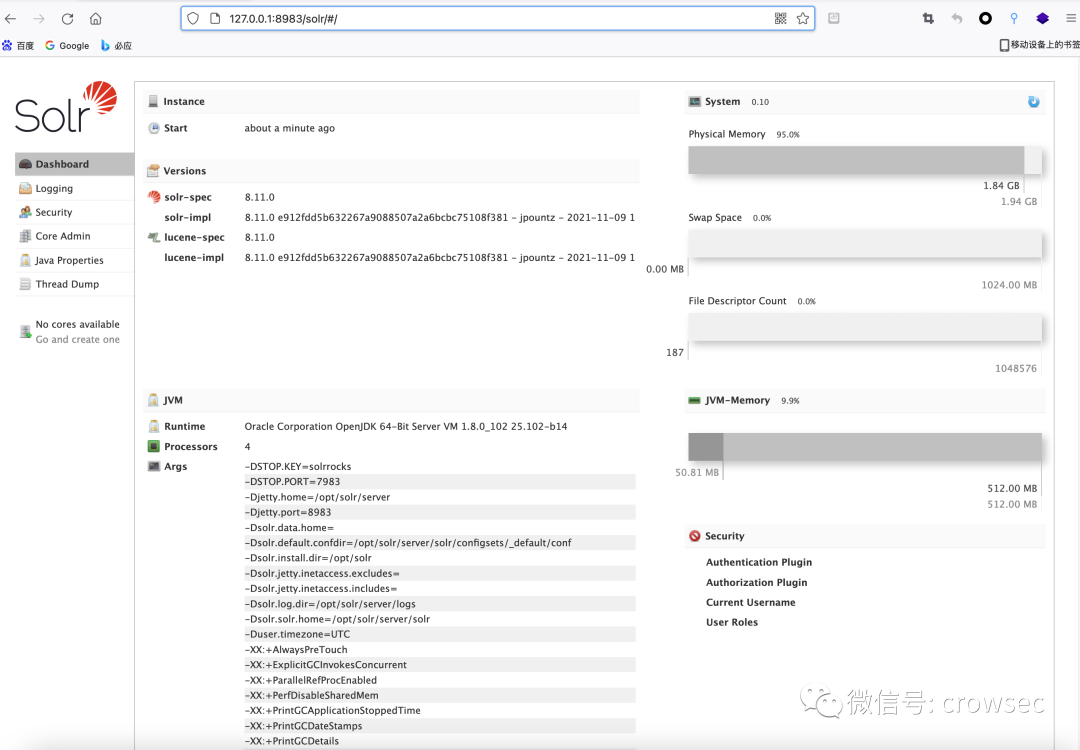 127.0.0.1:8983/solr/#/
百度 Google 必应 移动设备上的书签
Solr
Dashboard
Logging
Security
Core Admin
Java Properties
Thread Dump
No cores available
Go and create one
Instance
Start about a minute ago
Versions
solr-spec 8.11.0
solr-impl 8.11.0 e912fdd5b632267a9088507a2a6bcbc75108f381 - jpountz - 2021-11-09 1
lucene-spec 8.11.0
lucene-impl 8.11.0 e912fdd5b632267a9088507a2a6bcbc75108f381 - jpountz - 2021-11-09 1
JVM
Runtime Oracle Corporation OpenJDK 64-Bit Server VM 1.8.0_102 25.102-b14
Processors 4
Args -DSTOP.KEY=solrrocks
-DSTOP.PORT=7983
-Djetty.home=/opt/solr/server
-Djetty.port=8983
-Dsolr.data.home=
-Dsolr.default.confdir=/opt/solr/server/solr/configsets/_default/conf
-Dsolr.install.dir=/opt/solr
-Dsolr.jetty.inetaccess.excludes=
-Dsolr.jetty.inetaccess.includes=
-Dsolr.log.dir=/opt/solr/server/logs
-Dsolr.solr.home=/opt/solr/server/solr
-Duser.timezone=UTC
-XX:+AlwaysPreTouch
-XX:+ExplicitGCInvokesConcurrent
-XX:+ParallelRefProcEnabled
-XX:+PerfDisableSharedMem
-XX:+PrintGCApplicationStoppedTime
-XX:+PrintGCDateStamps
-XX:+PrintGCDetails
System 0.10
Physical Memory 95.0%
1.84 GB
1.94 GB
Swap Space 0.0%
0.00 MB
1024.00 MB
File Descriptor Count 0.0%
187
1048576
JVM-Memory 9.9%
50.81 MB
512.00 MB
512.00 MB
Security
Authentication Plugin
Authorization Plugin
Current Username
User Roles
微信号: crowsec